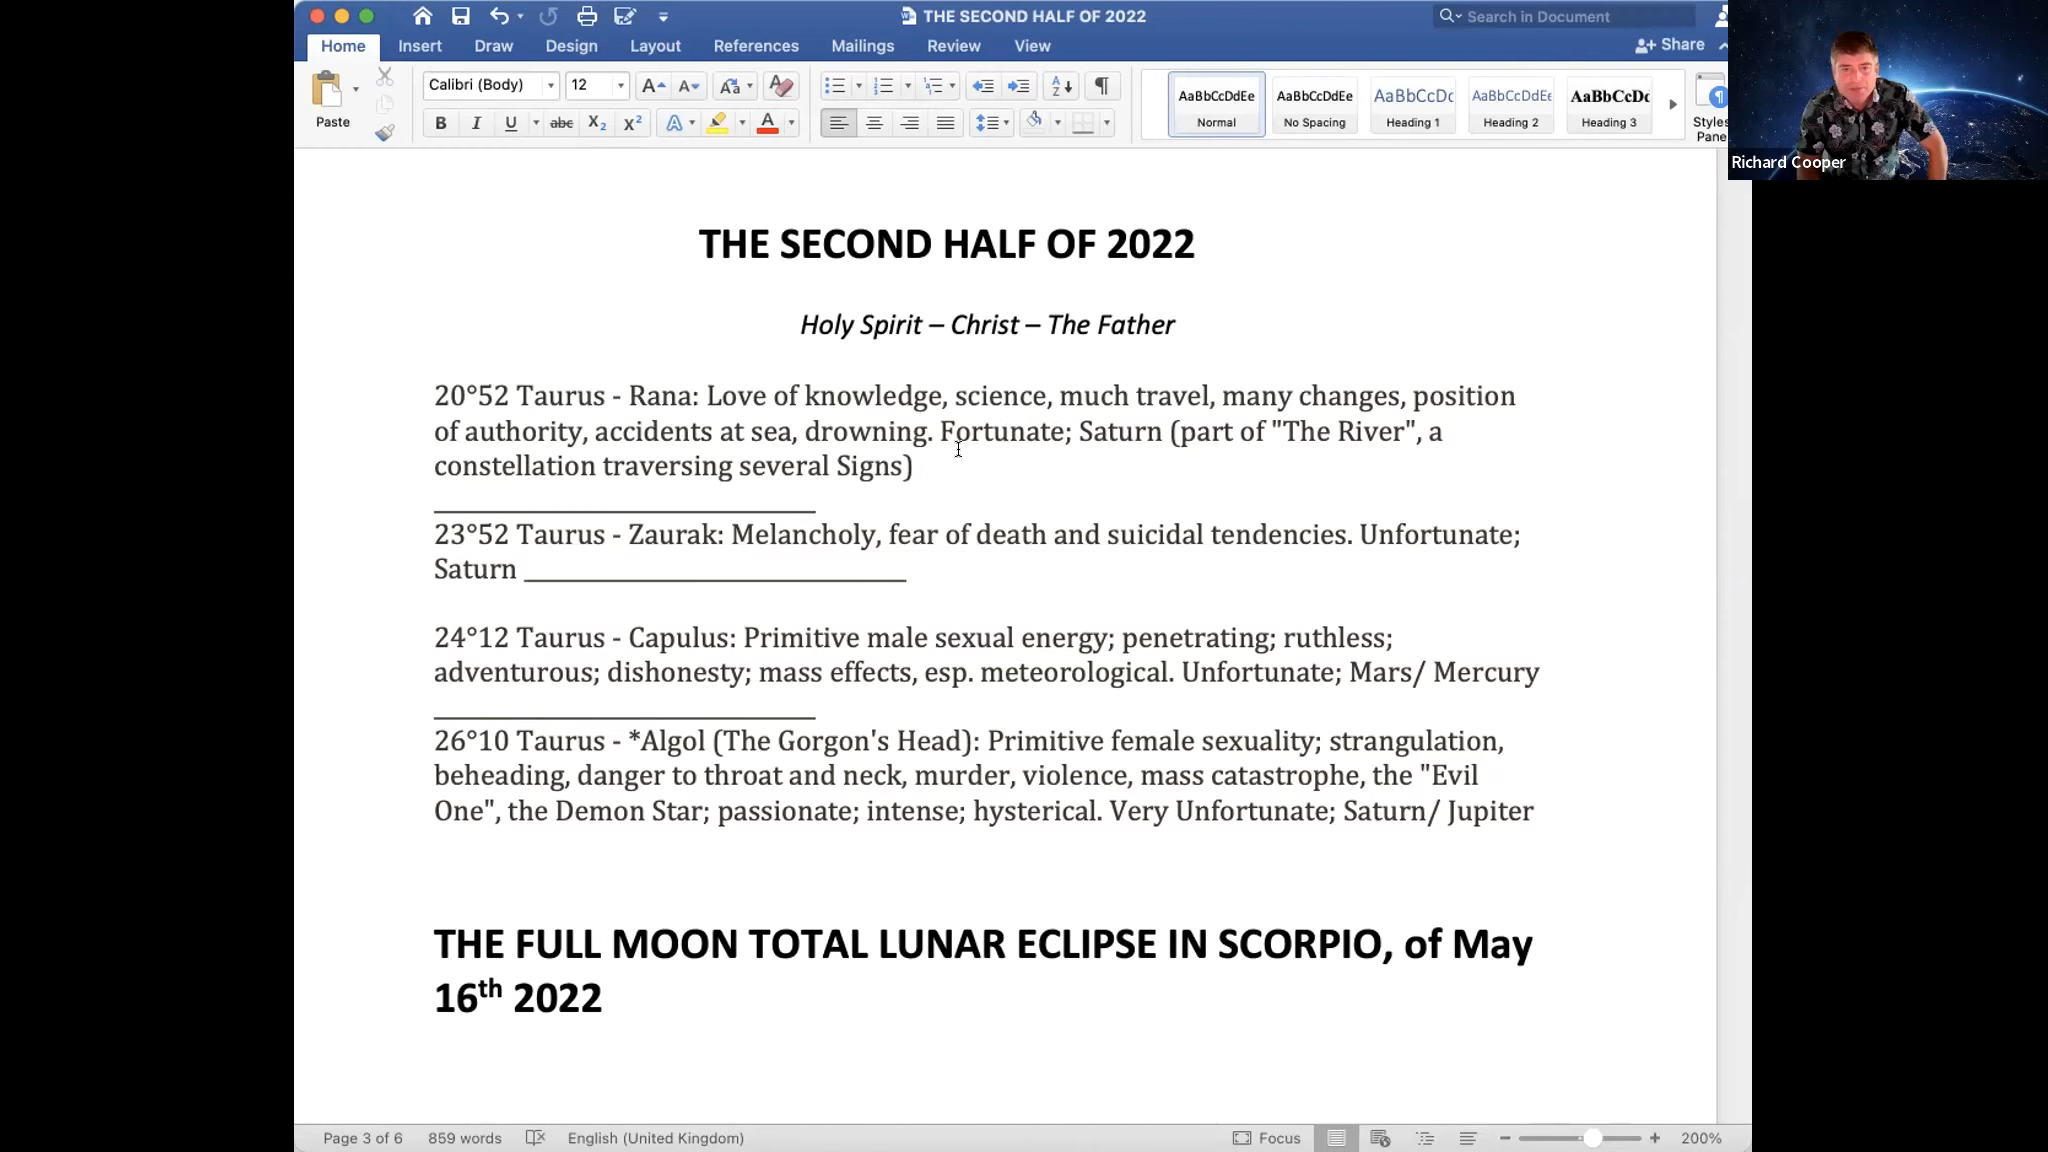 THE SECOND HALF OF 2022
Search in Document
Home Insert Draw Design Layout References Mailings Review View
Share
Paste
Calibri (Body) 12
AaBbCcDdEe
Normal
AaBbCcDdEe
No Spacing
AaBbCcDc
Heading 1
AaBbCcDdEe
Heading 2
AaBbCcDc
Heading 3
Styles
Pane
Richard Cooper
THE SECOND HALF OF 2022
Holy Spirit – Christ – The Father
20°52 Taurus - Rana: Love of knowledge, science, much travel, many changes, position
of authority, accidents at sea, drowning. Fortunate; Saturn (part of "The River", a
constellation traversing several Signs)
23°52 Taurus - Zaurak: Melancholy, fear of death and suicidal tendencies. Unfortunate;
Saturn
24°12 Taurus - Capulus: Primitive male sexual energy; penetrating; ruthless;
adventurous; dishonesty; mass effects, esp. meteorological. Unfortunate; Mars/ Mercury
26°10 Taurus - *Algol (The Gorgon's Head): Primitive female sexuality; strangulation,
beheading, danger to throat and neck, murder, violence, mass catastrophe, the "Evil
One", the Demon Star; passionate; intense; hysterical. Very Unfortunate; Saturn/ Jupiter
THE FULL MOON TOTAL LUNAR ECLIPSE IN SCORPIO, of May
16th 2022
Page 3 of 6 859 words English (United Kingdom) Focus 200%